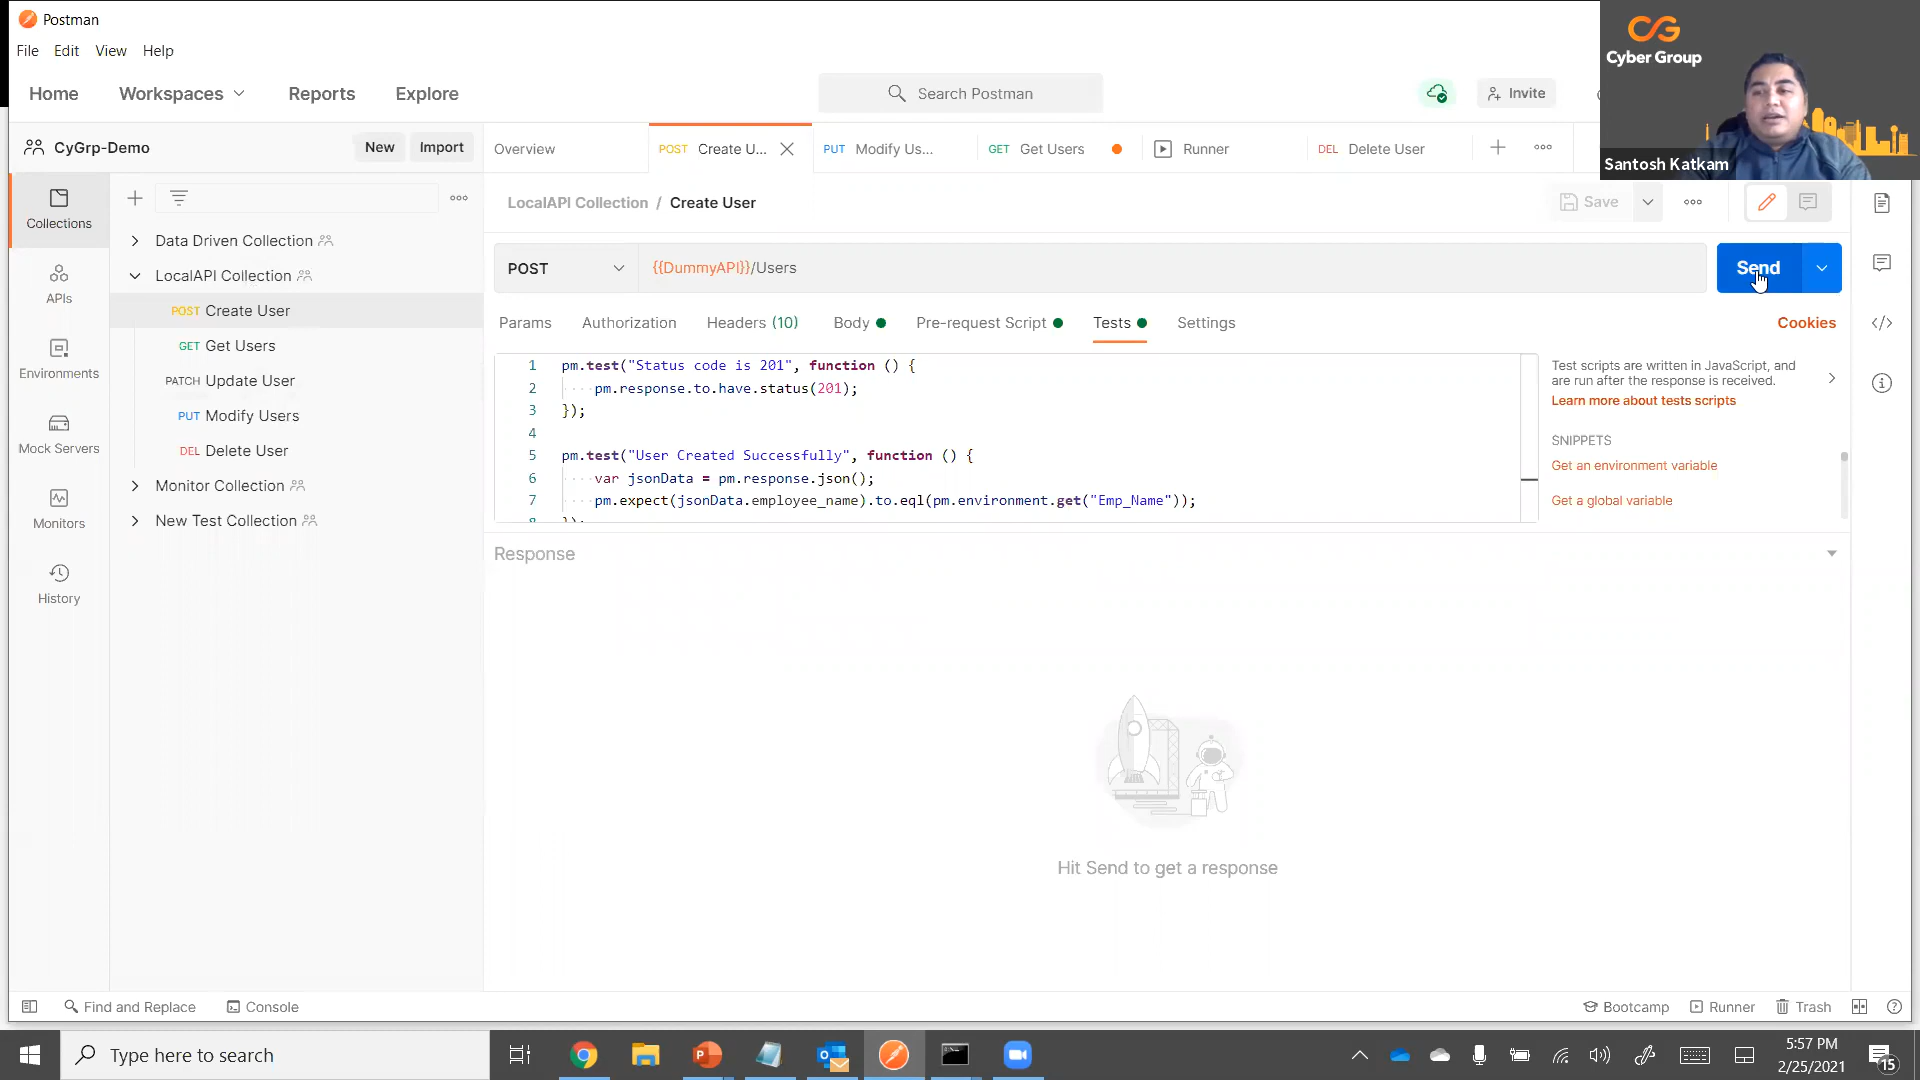 Postman
File Edit View Help
Home Workspaces Reports Explore
Search Postman
Invite
Cyber Group
Santosh Katkam
CyGrp-Demo
New Import
Overview
POST Create U...
PUT Modify Us...
GET Get Users
Runner
DEL Delete User
Collections
APIs
Environments
Mock Servers
Monitors
History
Data Driven Collection
LocalAPI Collection
POST Create User
GET Get Users
PATCH Update User
PUT Modify Users
DEL Delete User
Monitor Collection
New Test Collection
LocalAPI Collection / Create User
Save
POST
{{DummyAPI}}/Users
Send
Params Authorization Headers (10) Body Pre-request Script Tests Settings
Cookies
1 pm.test("Status code is 201", function () {
2 pm.response.to.have.status(201);
3 });
4
5 pm.test("User Created Successfully", function () {
6 var jsonData = pm.response.json();
7 pm.expect(jsonData.employee_name).to.eql(pm.environment.get("Emp_Name"));
8 });
Test scripts are written in JavaScript, and
are run after the response is received.
Learn more about tests scripts
SNIPPETS
Get an environment variable
Get a global variable
Response
Hit Send to get a response
Find and Replace Console
Bootcamp Runner Trash
Type here to search
5:57 PM
2/25/2021
15